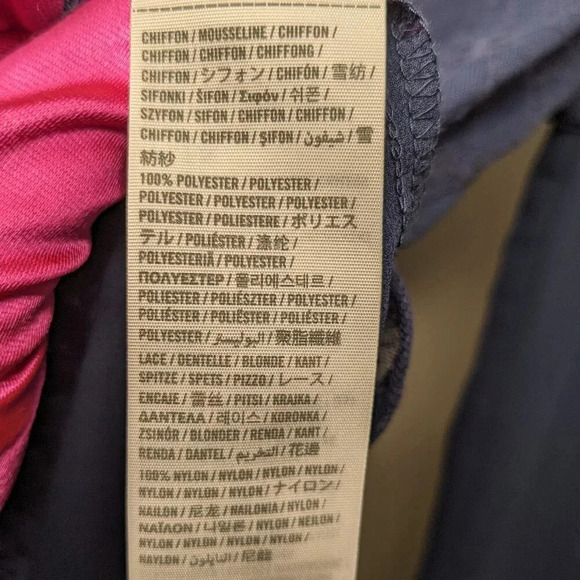 CHIFFON / MOUSSELINE / CHIFFON /
CHIFFON / CHIFFON / CHIFFONG /
CHIFFON / シフォン / CHIFÓN / 雪纺 /
SIFONKI / ŠIFON / Σιφόν / 쉬폰 /
SZYFON / SIFON / CHIFFON / CHIFFON /
CHIFFON / CHIFFON / ŞIFON / شيفون / 雪
紡紗
100% POLYESTER / POLYESTER /
POLYESTER / POLYESTER / POLYESTER /
POLYESTER / POLIESTERE / ポリエス
テル / POLIÉSTER / 涤纶 /
POLYESTERIÄ / POLYESTER /
ΠΟΛΥΕΣΤΕΡ / 폴리에스테르 /
POLIESTER / POLIÉSZTER / POLYESTER /
POLIÉSTER / POLIÉSTER / POLIÉSTER /
POLYESTER / البوليستر / 聚脂纖維
LACE / DENTELLE / BLONDE / KANT /
SPITZE / SPETS / PIZZO / レース /
ENCAJE / 蕾丝 / PITSI / KRAJKA /
ΔΑΝΤΕΛΑ / 레이스 / KORONKA /
ZSINÓR / BLONDER / RENDA / KANT /
RENDA / DANTEL / التخريم / 花邊
100% NYLON / NYLON / NYLON / NYLON /
NYLON / NYLON / NYLON / ナイロン /
NAILON / 尼龙 / NAILONIA / NYLON /
ΝΑΪΛΟΝ / 나일론 / NYLON / NEILON /
NYLON / NYLON / NYLON / NYLON /
NAYLON / النايلون / 尼龍